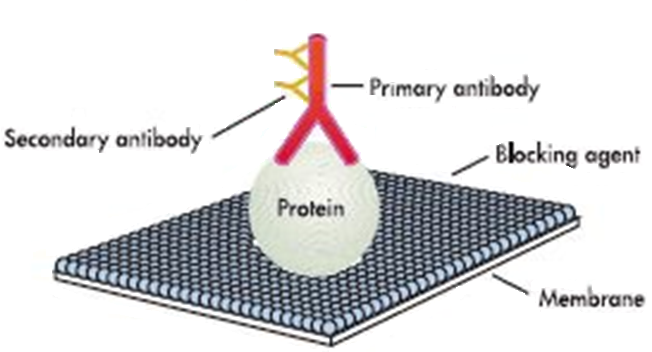 Primary antibody
Secondary antibody
Blocking agent
Protein
Membrane